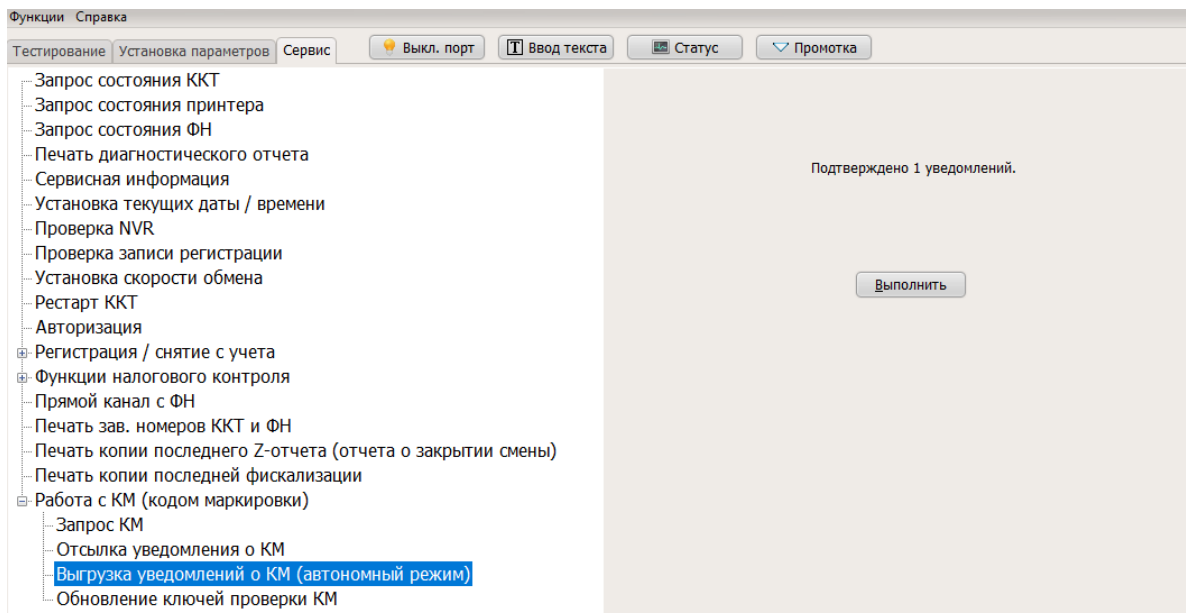 Функции Справка
Тестирование Установка параметров Сервис Выкл. порт Ввод текста Статус Промотка
Запрос состояния ККТ
Запрос состояния принтера
Запрос состояния ФН
Печать диагностического отчета
Сервисная информация
Установка текущих даты / времени
Проверка NVR
Проверка записи регистрации
Установка скорости обмена
Рестарт ККТ
Авторизация
Регистрация / снятие с учета
Функции налогового контроля
Прямой канал с ФН
Печать зав. номеров ККТ и ФН
Печать копии последнего Z-отчета (отчета о закрытии смены)
Печать копии последней фискализации
Работа с КМ (кодом маркировки)
Запрос КМ
Отсылка уведомления о КМ
Выгрузка уведомлений о КМ (автономный режим)
Обновление ключей проверки КМ
Подтверждено 1 уведомлений.
Выполнить